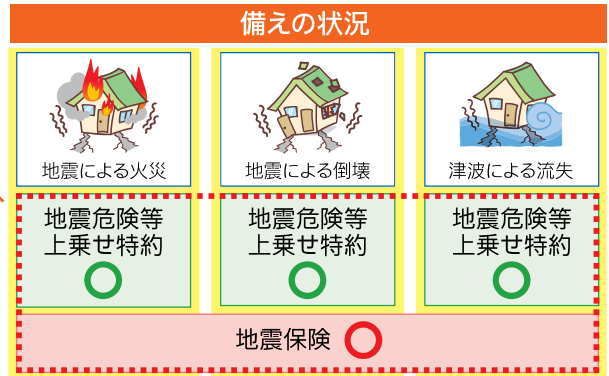 備えの状況
地震による火災
地震による倒壊
津波による流失
地震危険等
上乗せ特約
地震危険等
上乗せ特約
地震危険等
上乗せ特約
地震保険